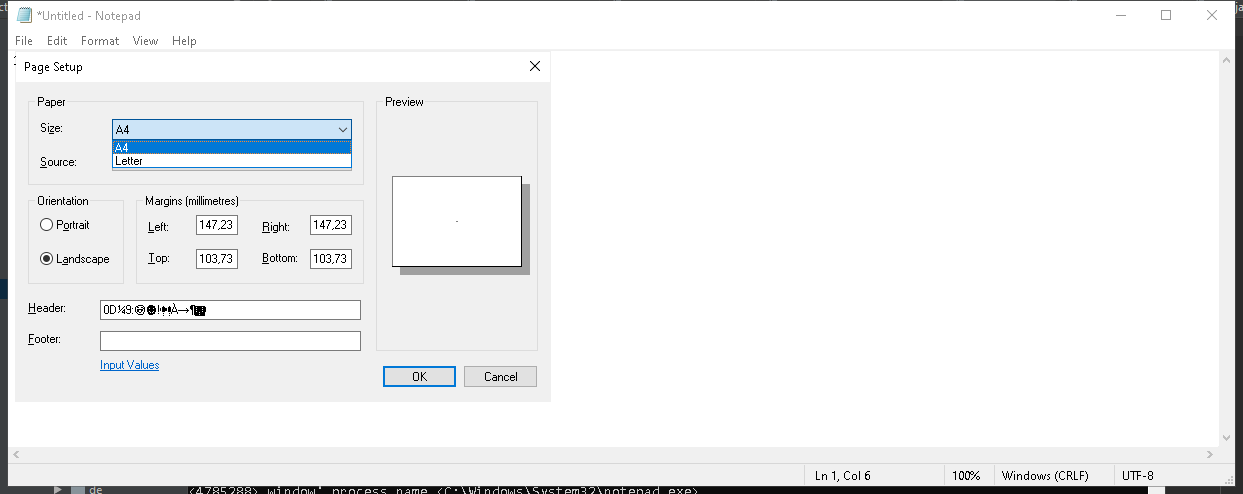 *Untitled - Notepad
File Edit Format View Help
Page Setup
Paper
Preview
Size:
A4
A4
Source:
Letter
Orientation
Margins (millimetres)
Portrait
Left: 147,23 Right: 147,23
Landscape
Top: 103,73 Bottom: 103,73
Header:
Footer:
Input Values
OK Cancel
Ln 1, Col 6 100% Windows (CRLF) UTF-8
de <4785288> window' process name <C:\Windows\System32\notepad.exe>